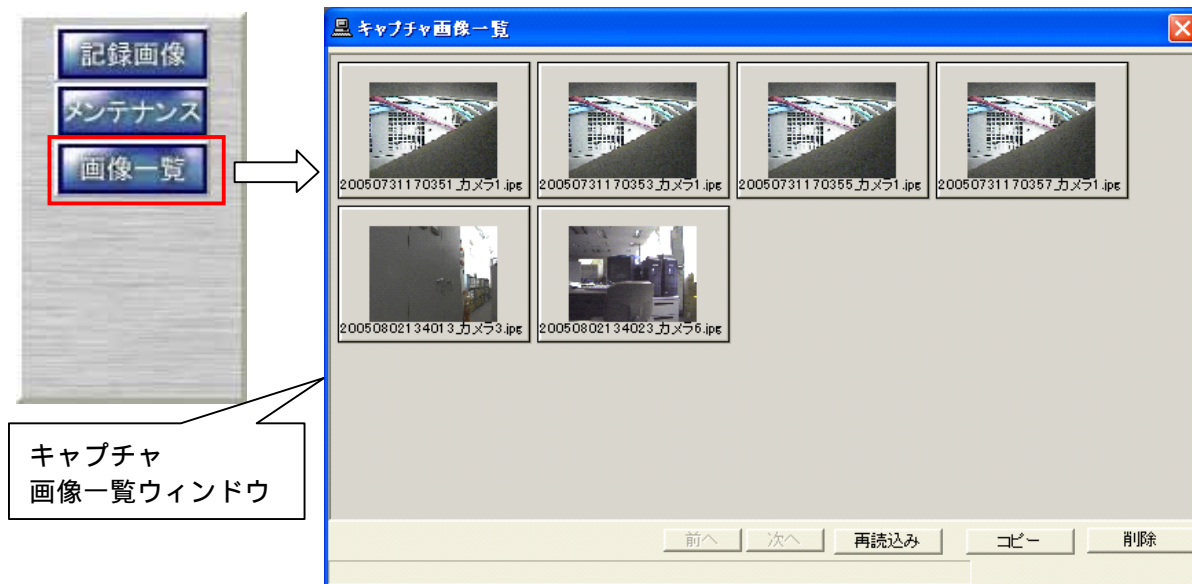 記録画像
メンテナンス
画像一覧
キャプチャ
画像一覧ウィンドウ
キャプチャ画像一覧
20050731170351_カメラ1.jpg
20050731170353_カメラ1.jpg
20050731170355_カメラ1.jpg
20050731170357_カメラ1.jpg
20050802134013_カメラ3.jpg
20050802134023_カメラ6.jpg
前へ
次へ
再読込み
コピー
削除